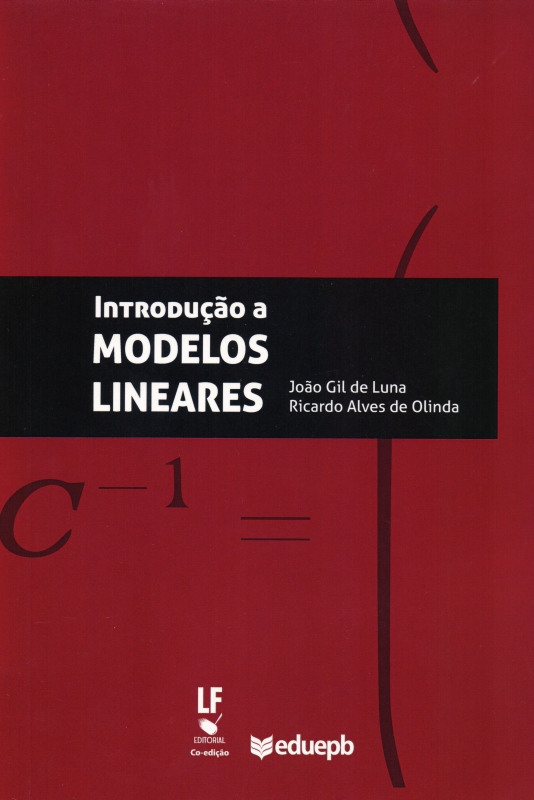 Introdução a
MODELOS
LINEARES
João Gil de Luna
Ricardo Alves de Olinda
C⁻¹ = (
LF
EDITORIAL
Co-edição
eduepb